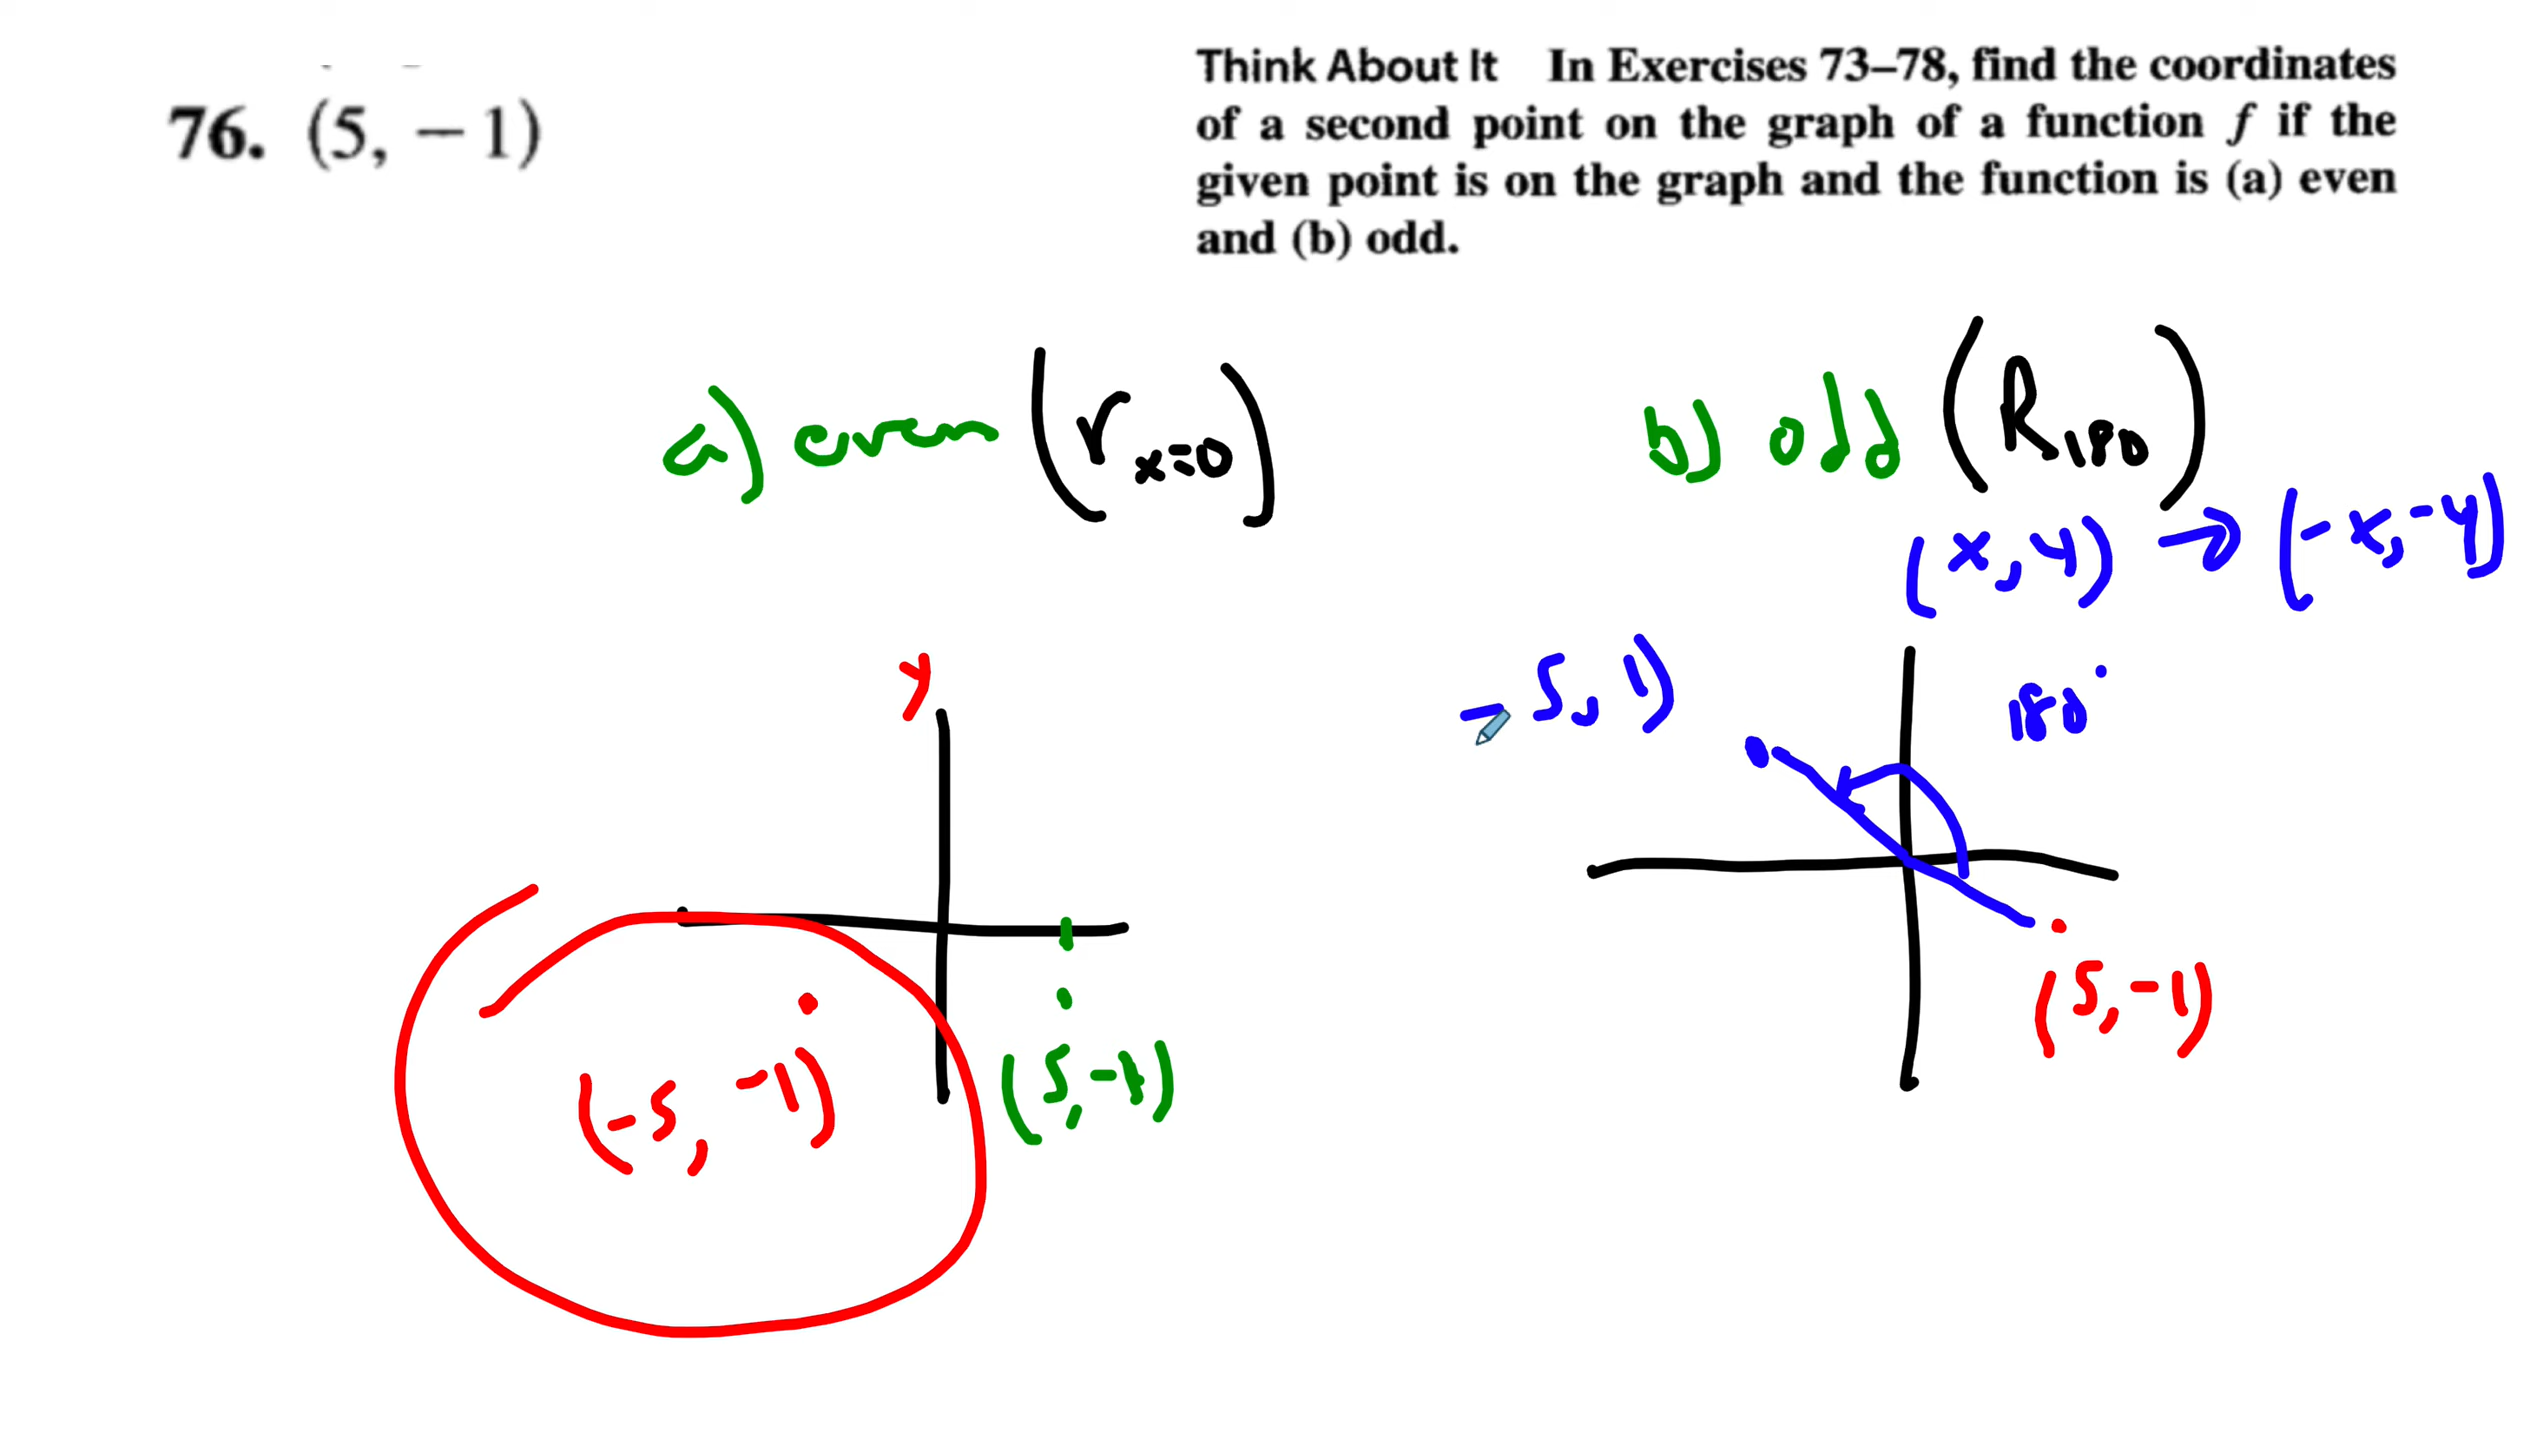 76. (5, − 1)
Think About It In Exercises 73–78, find the coordinates
of a second point on the graph of a function f if the
given point is on the graph and the function is (a) even
and (b) odd.
a) even (r x=0)
b) odd (R 180)
(x, y) → (-x, -y)
y
(5, -1)
(-5, -1)
-5, 1)
180°
(5, -1)